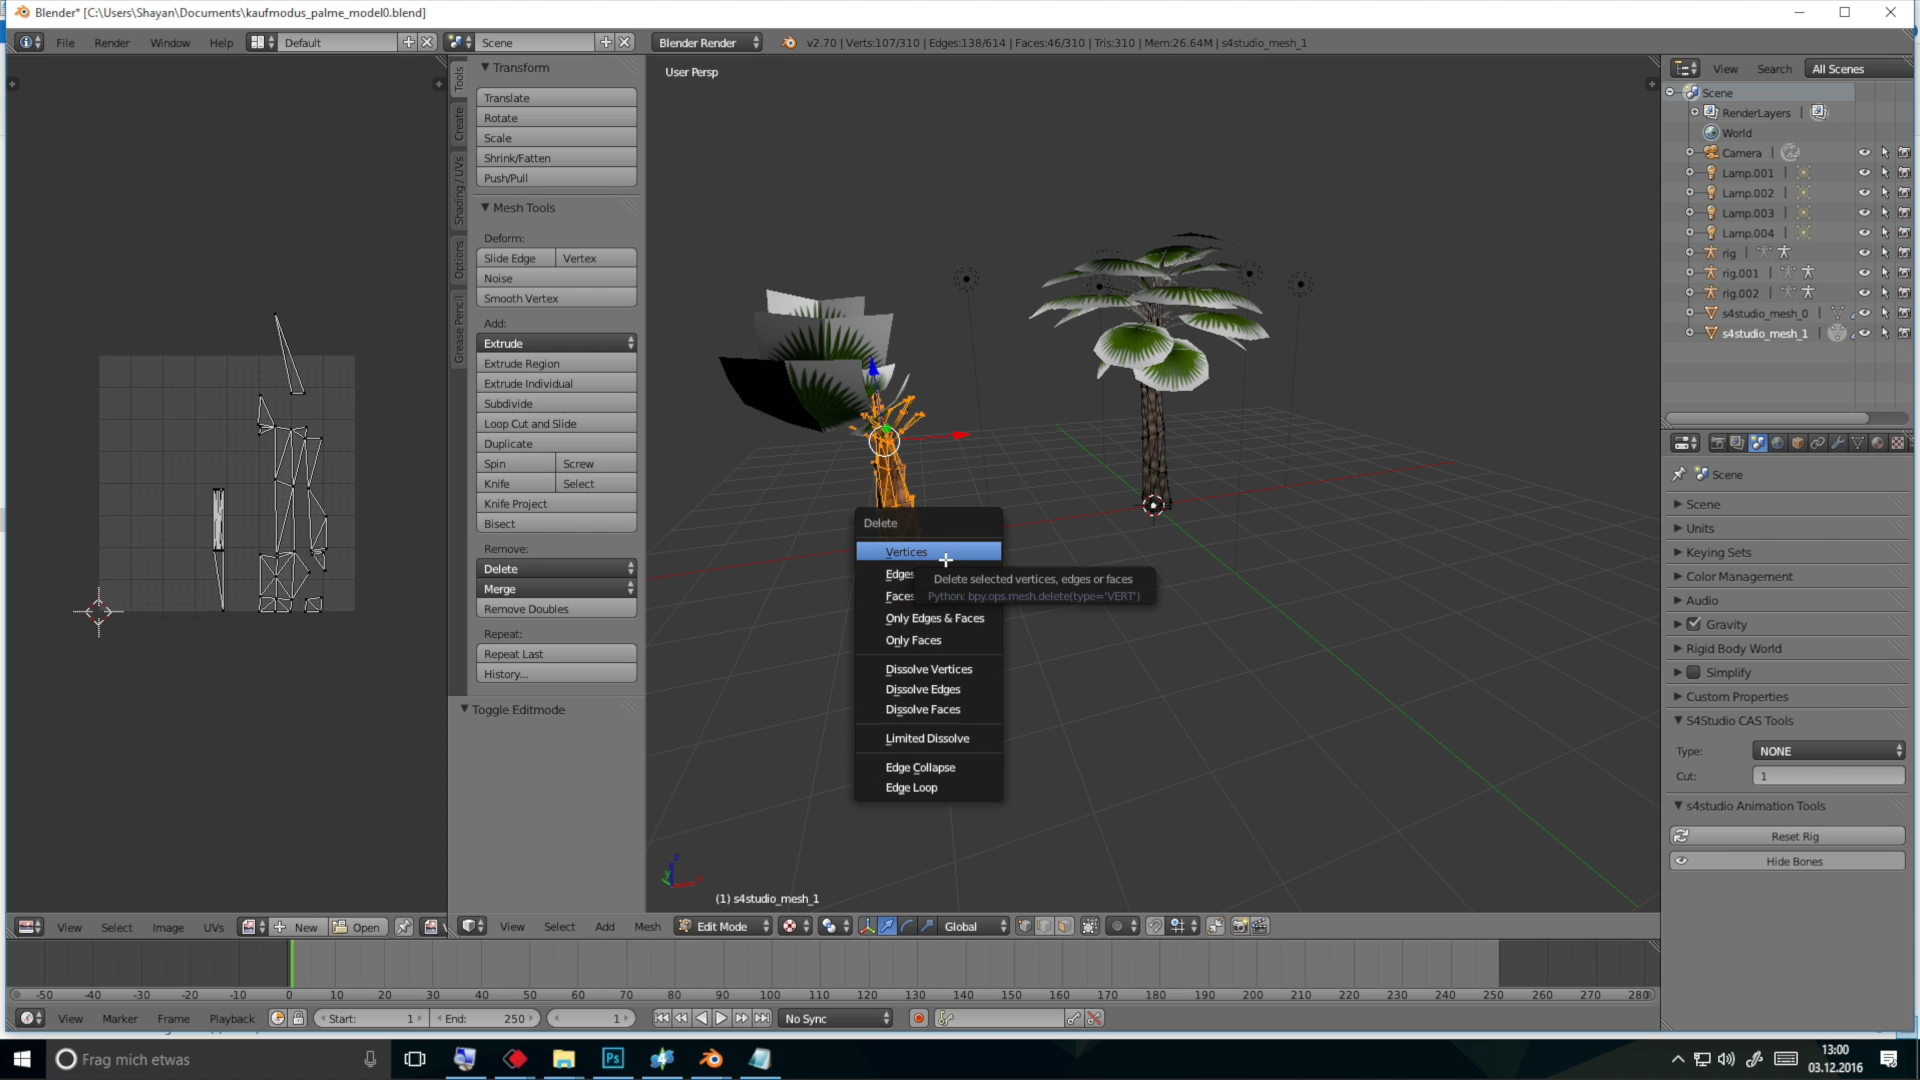 Blender* [C:\Users\Shayan\Documents\kaufmodus_palme_model0.blend]
File Render Window Help Default Scene Blender Render v2.70 | Verts:107/310 | Edges:138/614 | Faces:46/310 | Tris:310 | Mem:26.64M | s4studio_mesh_1
Tools
Create
Shading / UVs
Options
Grease Pencil
Transform
Translate
Rotate
Scale
Shrink/Fatten
Push/Pull
Mesh Tools
Deform:
Slide Edge Vertex
Noise
Smooth Vertex
Add:
Extrude
Extrude Region
Extrude Individual
Subdivide
Loop Cut and Slide
Duplicate
Spin Screw
Knife Select
Knife Project
Bisect
Remove:
Delete
Merge
Remove Doubles
Repeat:
Repeat Last
History...
Toggle Editmode
User Persp
Delete
Vertices
Edges
Faces
Only Edges & Faces
Only Faces
Dissolve Vertices
Dissolve Edges
Dissolve Faces
Limited Dissolve
Edge Collapse
Edge Loop
Delete selected vertices, edges or faces
Python: bpy.ops.mesh.delete(type='VERT')
z
y
x
(1) s4studio_mesh_1
View Search All Scenes
Scene
RenderLayers |
World
Camera |
Lamp.001 |
Lamp.002 |
Lamp.003 |
Lamp.004 |
rig |
rig.001 |
rig.002 |
s4studio_mesh_0 |
s4studio_mesh_1 |
Scene
Scene
Units
Keying Sets
Color Management
Audio
Gravity
Rigid Body World
Simplify
Custom Properties
S4Studio CAS Tools
Type: NONE
Cut: 1
s4studio Animation Tools
Reset Rig
Hide Bones
View Select Image UVs New Open V
View Select Add Mesh Edit Mode Global
-50 -40 -30 -20 -10 0 10 20 30 40 50 60 70 80 90 100 110 120 130 140 150 160 170 180 190 200 210 220 230 240 250 260 270 280
View Marker Frame Playback Start: 1 End: 250 1 No Sync
Frag mich etwas
Ps
13:00
03.12.2016